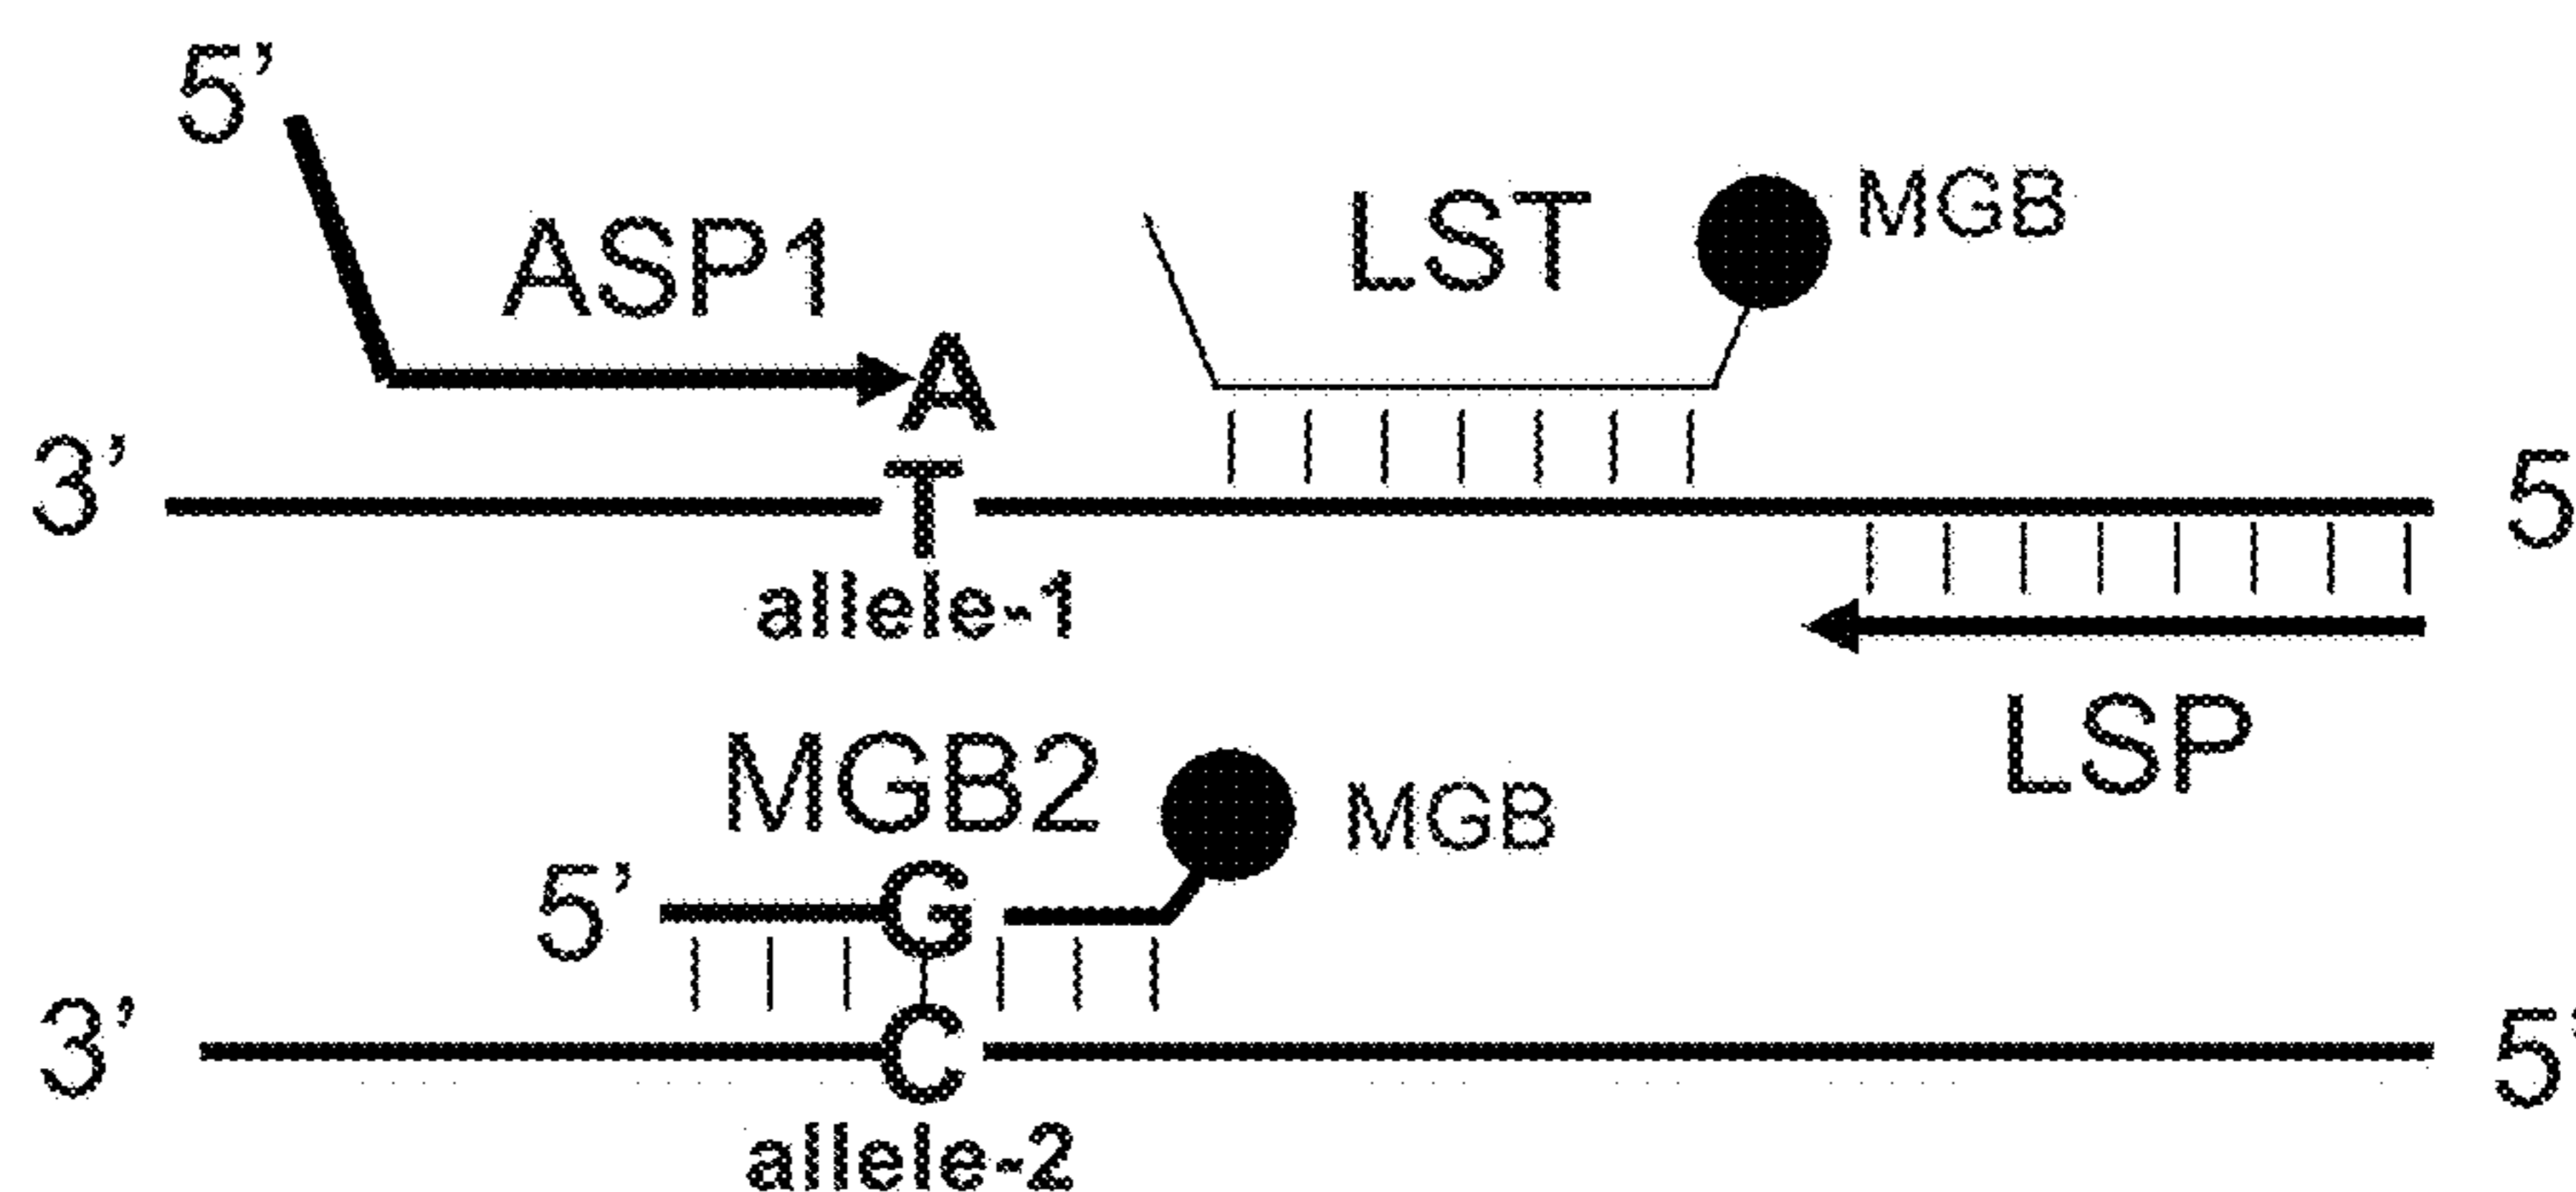 5’
ASP1
LST
MGB
A
3’
T
5
allele-1
LSP
MGB2
MGB
5’
G
3’
C
5’
allele-2